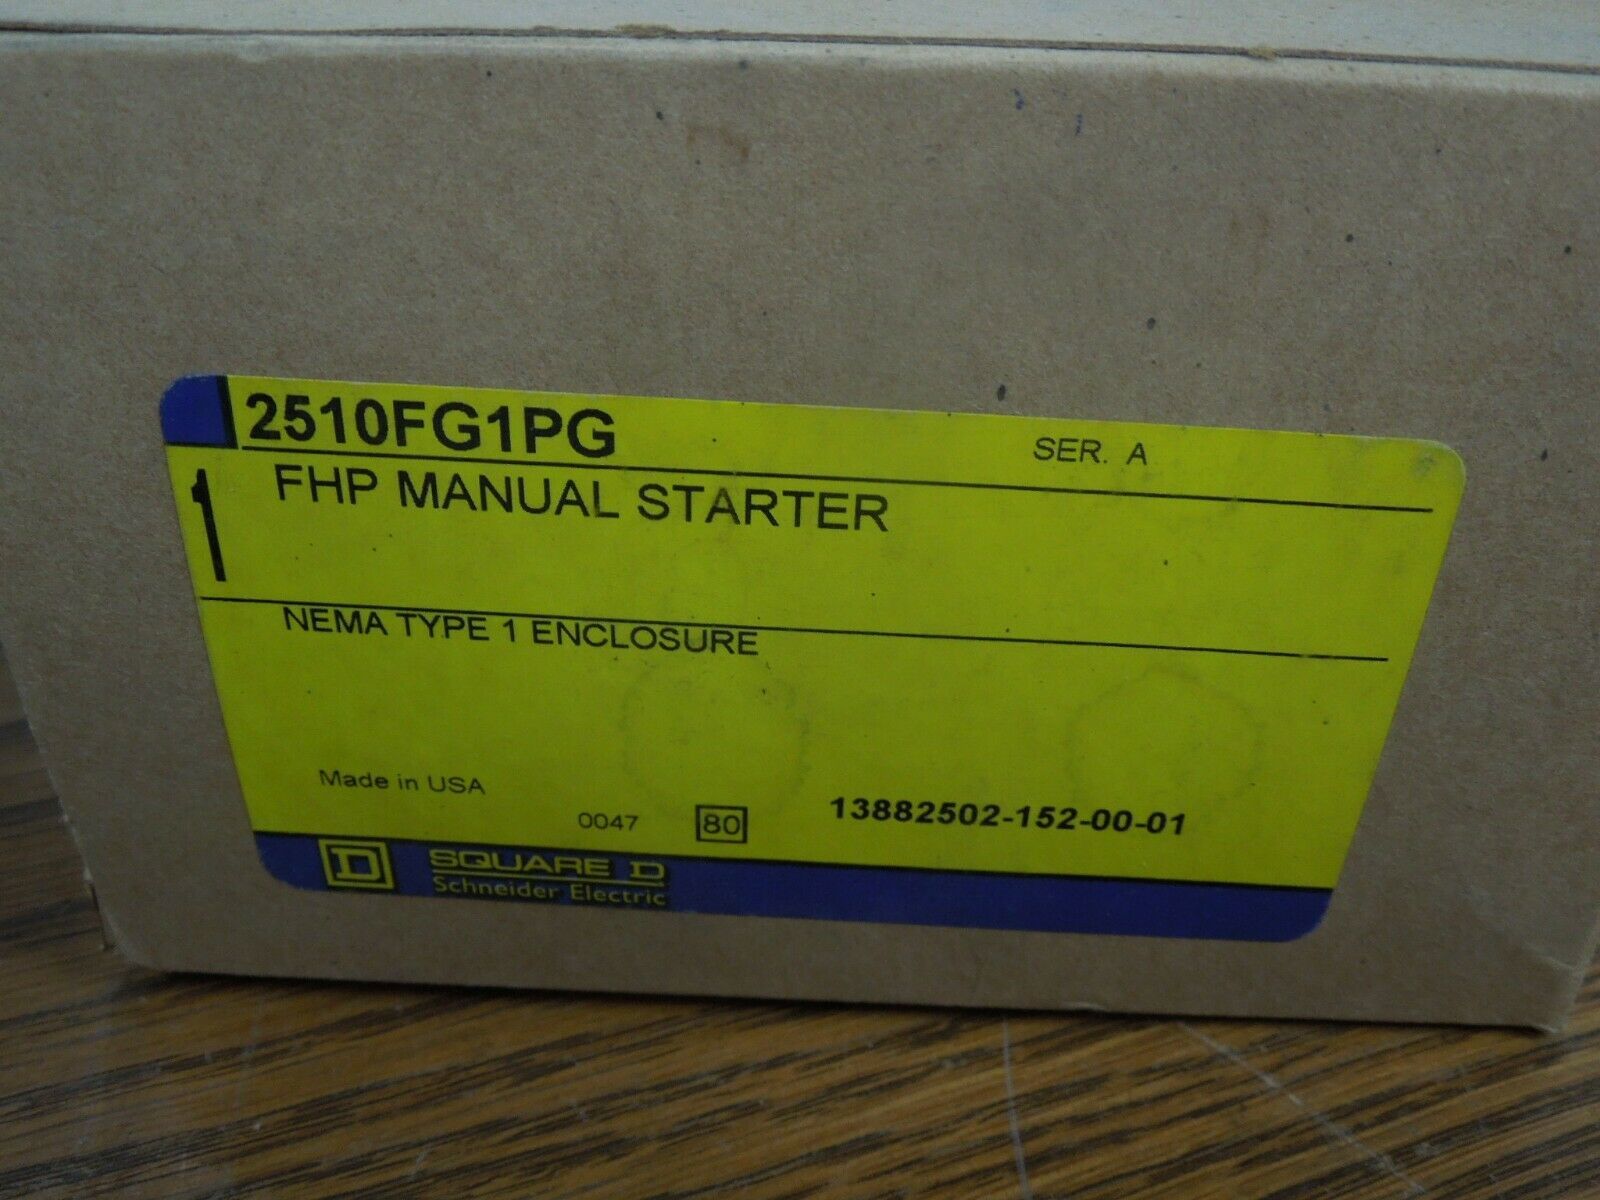 2510FG1PG
SER. A
1
FHP MANUAL STARTER
NEMA TYPE 1 ENCLOSURE
Made in USA
0047
80
13882502-152-00-01
D
SQUARE D
Schneider Electric